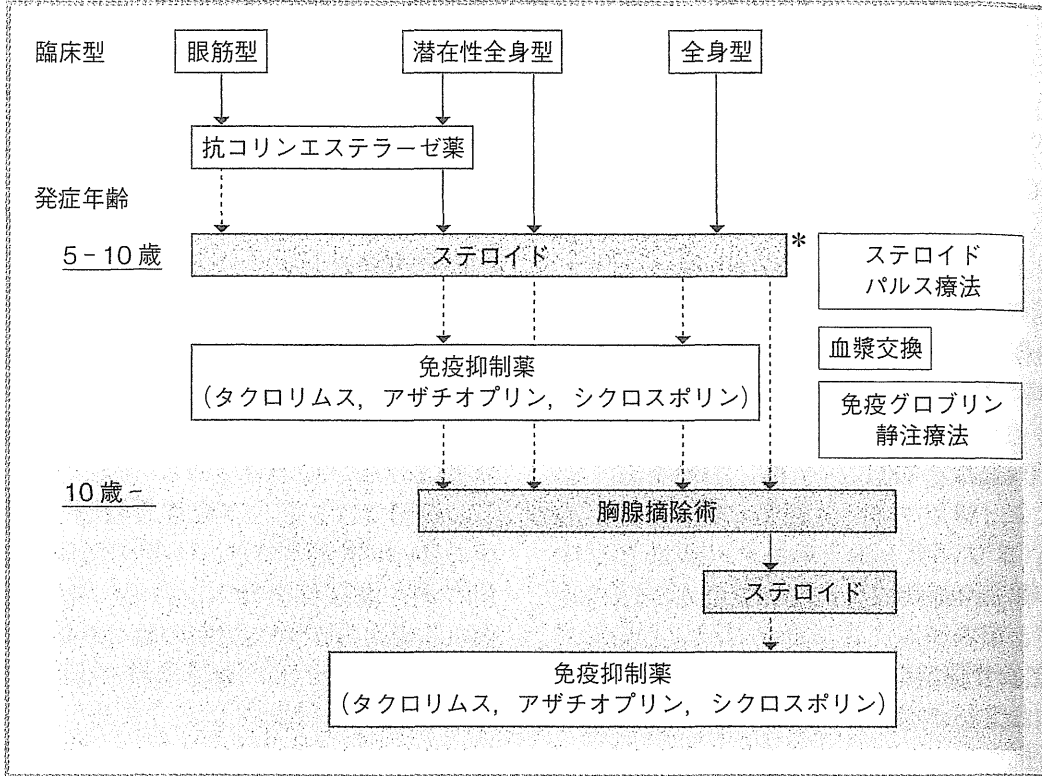 臨床型
眼筋型
潜在性全身型
全身型
抗コリンエステラーゼ薬
発症年齢
5-10歳
ステロイド
*
ステロイド
パルス療法
免疫抑制薬
(タクロリムス,アザチオプリン,シクロスポリン)
血漿交換
免疫グロブリン
静注療法
10歳-
胸腺摘除術
ステロイド
免疫抑制薬
(タクロリムス,アザチオプリン,シクロスポリン)